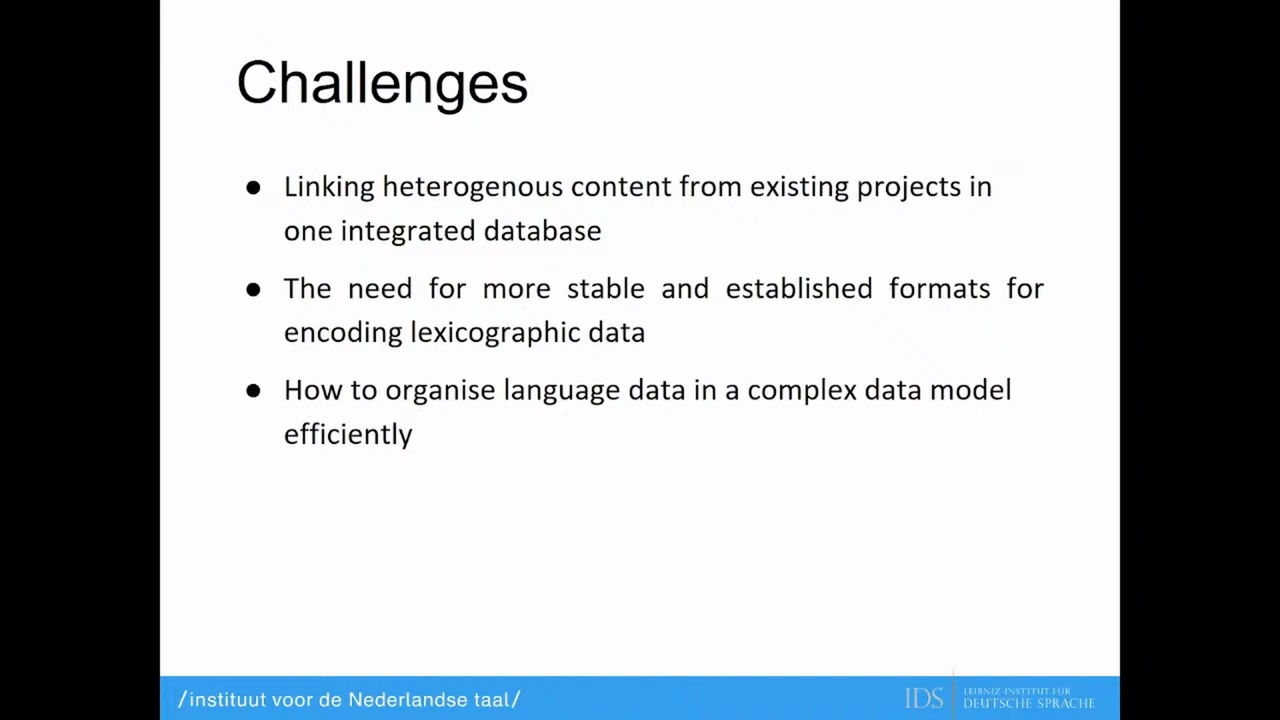 Challenges
● Linking heterogenous content from existing projects in
one integrated database
● The need for more stable and established formats for
encoding lexicographic data
● How to organise language data in a complex data model
efficiently
/instituut voor de Nederlandse taal/
IDS
LEIBNIZ-INSTITUT FÜR
DEUTSCHE SPRACHE